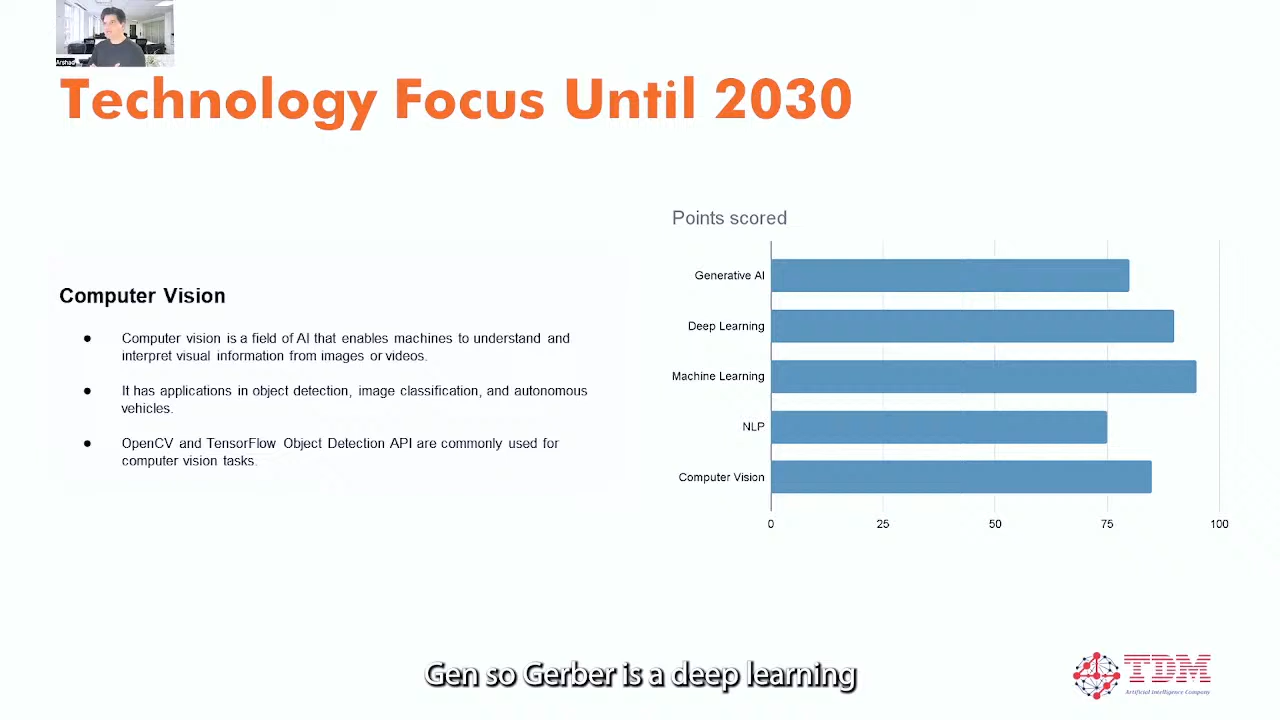 Arshad
Technology Focus Until 2030
Computer Vision
● Computer vision is a field of AI that enables machines to understand and
interpret visual information from images or videos.
● It has applications in object detection, image classification, and autonomous
vehicles.
● OpenCV and TensorFlow Object Detection API are commonly used for
computer vision tasks.
Points scored
Generative AI
Deep Learning
Machine Learning
NLP
Computer Vision
0 25 50 75 100
Gen so Gerber is a deep learning
TDM
Artificial Intelligence Company